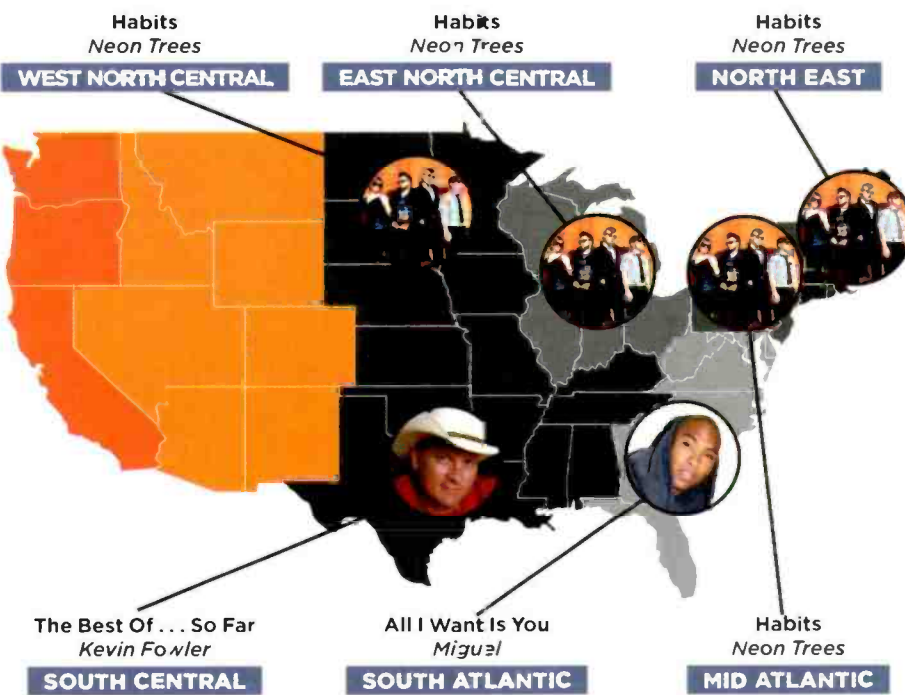 Habits
Neon Trees
WEST NORTH CENTRAL
Habits
Neon Trees
EAST NORTH CENTRAL
Habits
Neon Trees
NORTH EAST
The Best Of . . . So Far
Kevin Fowler
SOUTH CENTRAL
All I Want Is You
Miguel
SOUTH ATLANTIC
Habits
Neon Trees
MID ATLANTIC